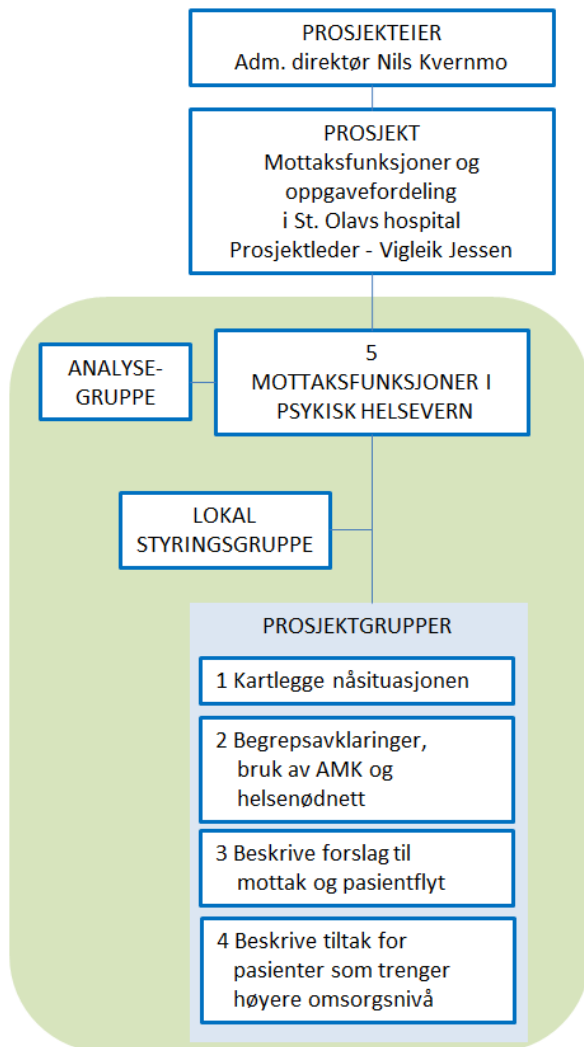 PROSJEKTEIER
Adm. direktør Nils Kvernmo
PROSJEKT
Mottaksfunksjoner og
oppgavefordeling
i St. Olavs hospital
Prosjektleder - Vigleik Jessen
5
MOTTAKSFUNKSJONER I
PSYKISK HELSEVERN
ANALYSE-
GRUPPE
LOKAL
STYRINGSGRUPPE
PROSJEKTGRUPPER
1 Kartlegge nåsituasjonen
2 Begrepsavklaringer,
bruk av AMK og
helsenødnett
3 Beskrive forslag til
mottak og pasientflyt
4 Beskrive tiltak for
pasienter som trenger
høyere omsorgsnivå